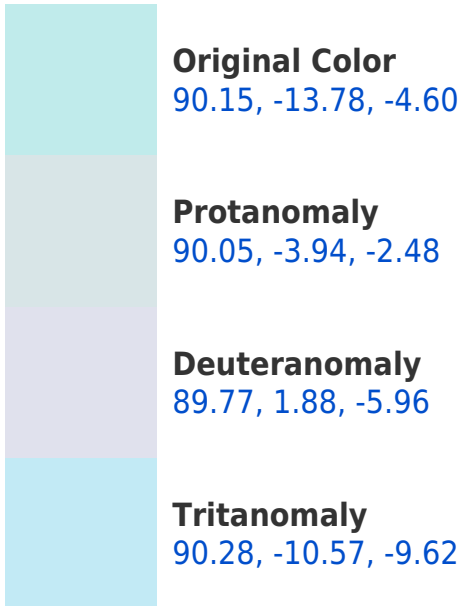 Original Color
90.15, -13.78, -4.60
Protanomaly
90.05, -3.94, -2.48
Deuteranomaly
89.77, 1.88, -5.96
Tritanomaly
90.28, -10.57, -9.62